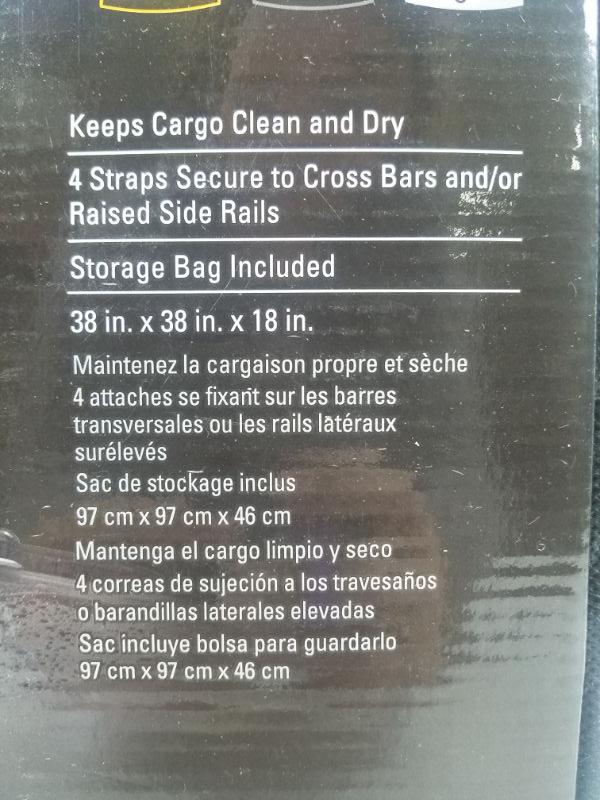 Keeps Cargo Clean and Dry
4 Straps Secure to Cross Bars and/or
Raised Side Rails
Storage Bag Included
38 in. x 38 in. x 18 in.
Maintenez la cargaison propre et sèche
4 attaches se fixant sur les barres
transversales ou les rails latéraux
surélevés
Sac de stockage inclus
97 cm x 97 cm x 46 cm
Mantenga el cargo limpio y seco
4 correas de sujeción a los travesaños
o barandillas laterales elevadas
Sac incluye bolsa para guardarlo
97 cm x 97 cm x 46 cm